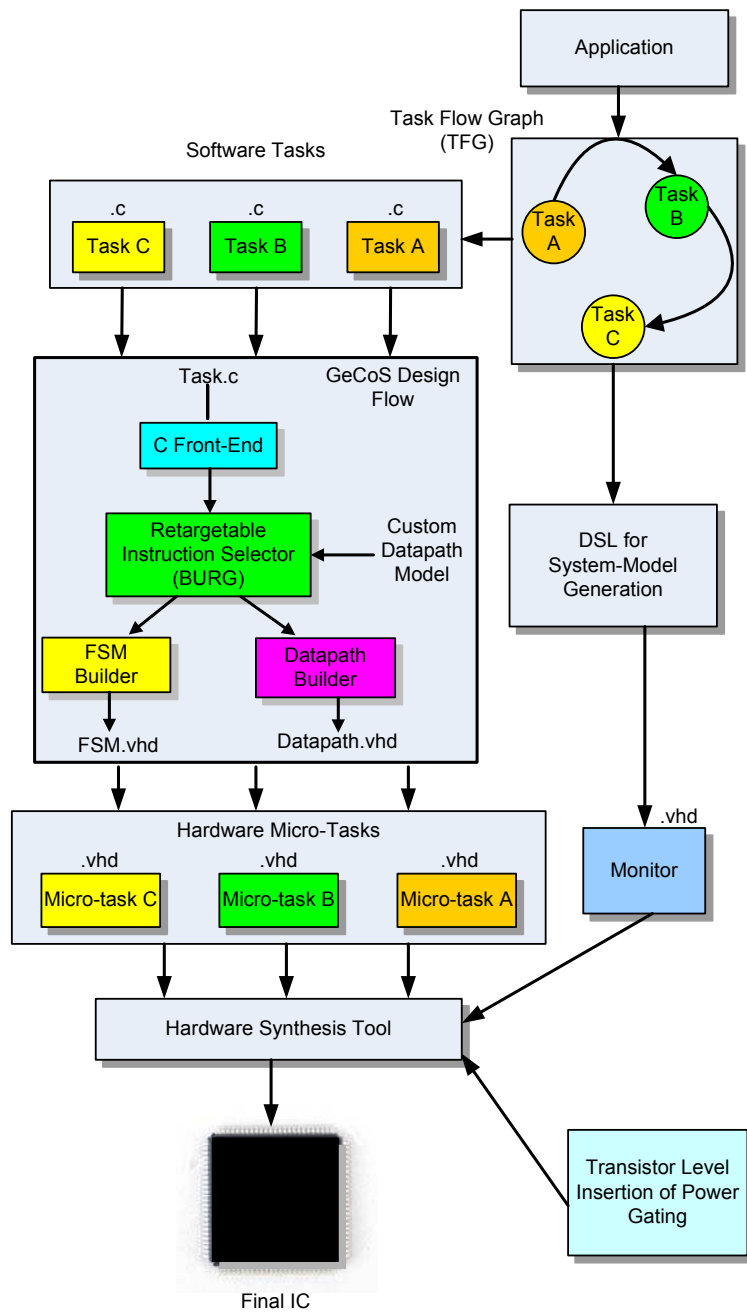 Application
Task Flow Graph
(TFG)
Task
A
Task
B
Task
C
Software Tasks
.c
.c
.c
Task C
Task B
Task A
GeCoS Design
Flow
Task.c
C Front-End
Retargetable
Instruction Selector
(BURG)
Custom
Datapath
Model
FSM
Builder
Datapath
Builder
FSM.vhd
Datapath.vhd
DSL for
System-Model
Generation
Hardware Micro-Tasks
.vhd
.vhd
.vhd
Micro-task C
Micro-task B
Micro-task A
.vhd
Monitor
Hardware Synthesis Tool
Transistor Level
Insertion of Power
Gating
Final IC